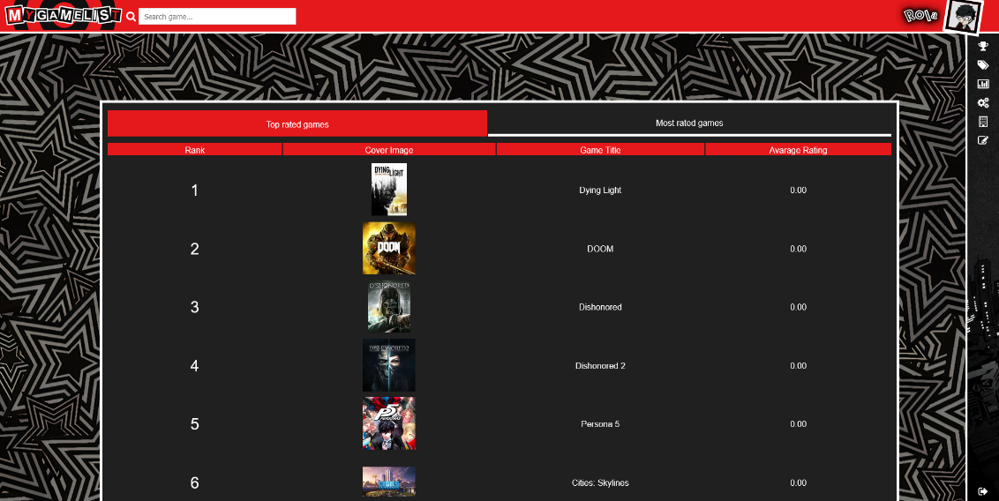 MYGAMELIST
Search game...
Rola
Top rated games
Most rated games
Rank Cover Image Game Title Avarage Rating
1 DYING LIGHT Dying Light 0.00
2 DOOM DOOM 0.00
3 DISHONORED Dishonored 0.00
4 DISHONORED 2 Dishonored 2 0.00
5 P5 Persona 5 0.00
6 Cities: Skylines 0.00